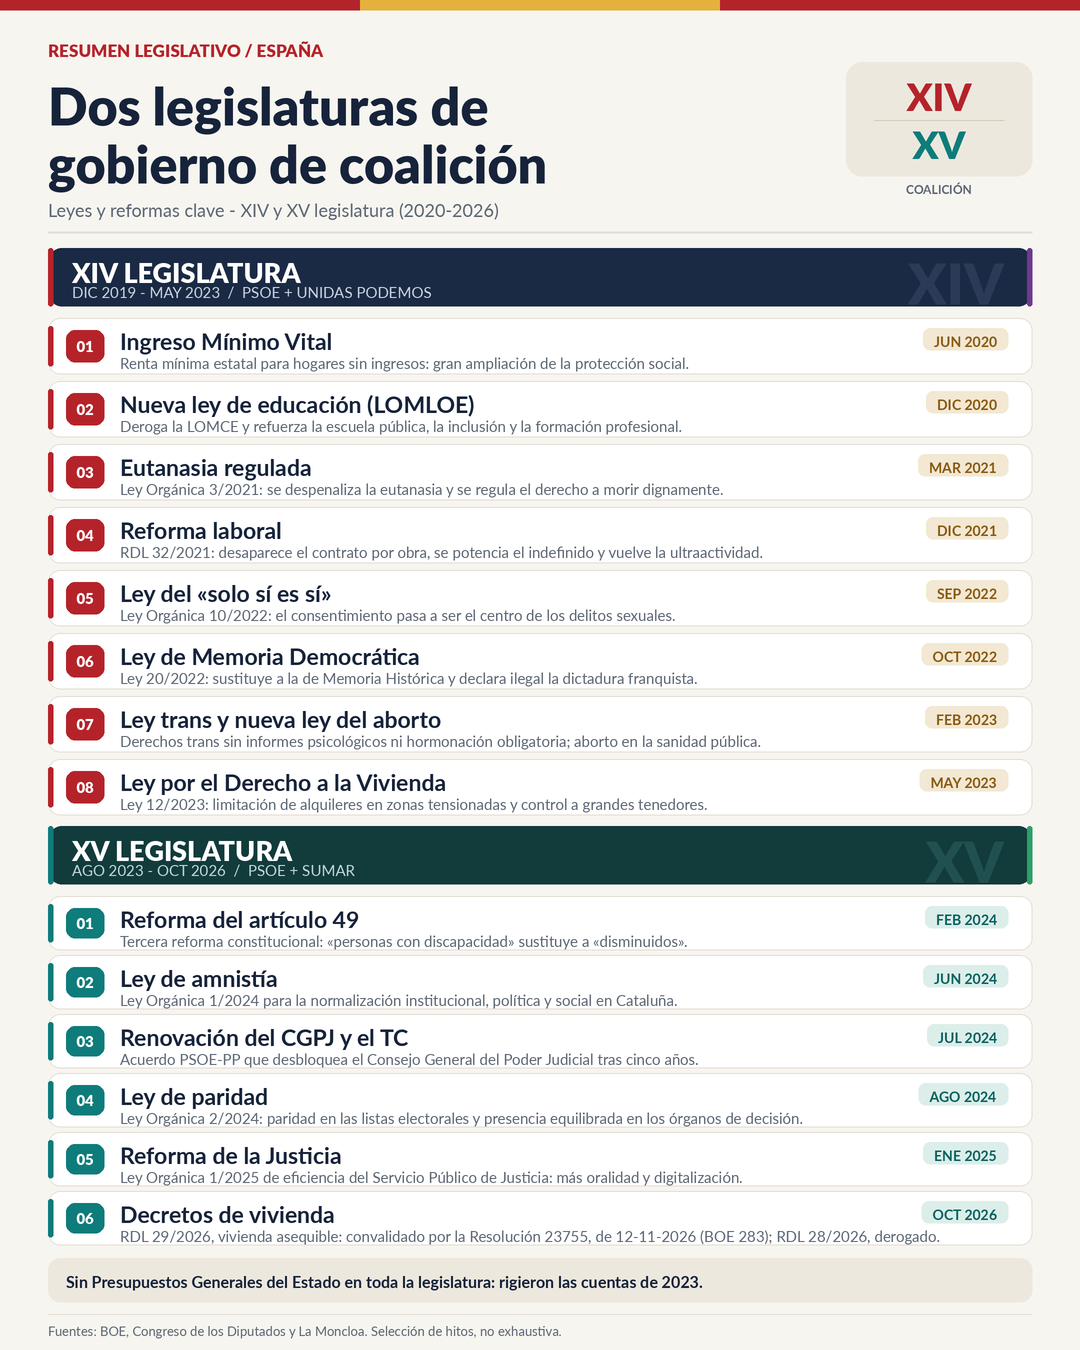 RESUMEN LEGISLATIVO / ESPAÑA
Dos legislaturas de
gobierno de coalición
Leyes y reformas clave - XIV y XV legislatura (2020-2026)
XIV
XV
COALICIÓN
XIV LEGISLATURA
DIC 2019 - MAY 2023 / PSOE + UNIDAS PODEMOS
XIV
01
Ingreso Mínimo Vital
JUN 2020
Renta mínima estatal para hogares sin ingresos: gran ampliación de la protección social.
02
Nueva ley de educación (LOMLOE)
DIC 2020
Deroga la LOMCE y refuerza la escuela pública, la inclusión y la formación profesional.
03
Eutanasia regulada
MAR 2021
Ley Orgánica 3/2021: se despenaliza la eutanasia y se regula el derecho a morir dignamente.
04
Reforma laboral
DIC 2021
RDL 32/2021: desaparece el contrato por obra, se potencia el indefinido y vuelve la ultraactividad.
05
Ley del «solo sí es sí»
SEP 2022
Ley Orgánica 10/2022: el consentimiento pasa a ser el centro de los delitos sexuales.
06
Ley de Memoria Democrática
OCT 2022
Ley 20/2022: sustituye a la de Memoria Histórica y declara ilegal la dictadura franquista.
07
Ley trans y nueva ley del aborto
FEB 2023
Derechos trans sin informes psicológicos ni hormonación obligatoria; aborto en la sanidad pública.
08
Ley por el Derecho a la Vivienda
MAY 2023
Ley 12/2023: limitación de alquileres en zonas tensionadas y control a grandes tenedores.
XV LEGISLATURA
AGO 2023 - OCT 2026 / PSOE + SUMAR
XV
01
Reforma del artículo 49
FEB 2024
Tercera reforma constitucional: «personas con discapacidad» sustituye a «disminuidos».
02
Ley de amnistía
JUN 2024
Ley Orgánica 1/2024 para la normalización institucional, política y social en Cataluña.
03
Renovación del CGPJ y el TC
JUL 2024
Acuerdo PSOE-PP que desbloquea el Consejo General del Poder Judicial tras cinco años.
04
Ley de paridad
AGO 2024
Ley Orgánica 2/2024: paridad en las listas electorales y presencia equilibrada en los órganos de decisión.
05
Reforma de la Justicia
ENE 2025
Ley Orgánica 1/2025 de eficiencia del Servicio Público de Justicia: más oralidad y digitalización.
06
Decretos de vivienda
OCT 2026
RDL 29/2026, vivienda asequible: convalidado por la Resolución 23755, de 12-11-2026 (BOE 283); RDL 28/2026, derogado.
Sin Presupuestos Generales del Estado en toda la legislatura: rigieron las cuentas de 2023.
Fuentes: BOE, Congreso de los Diputados y La Moncloa. Selección de hitos, no exhaustiva.